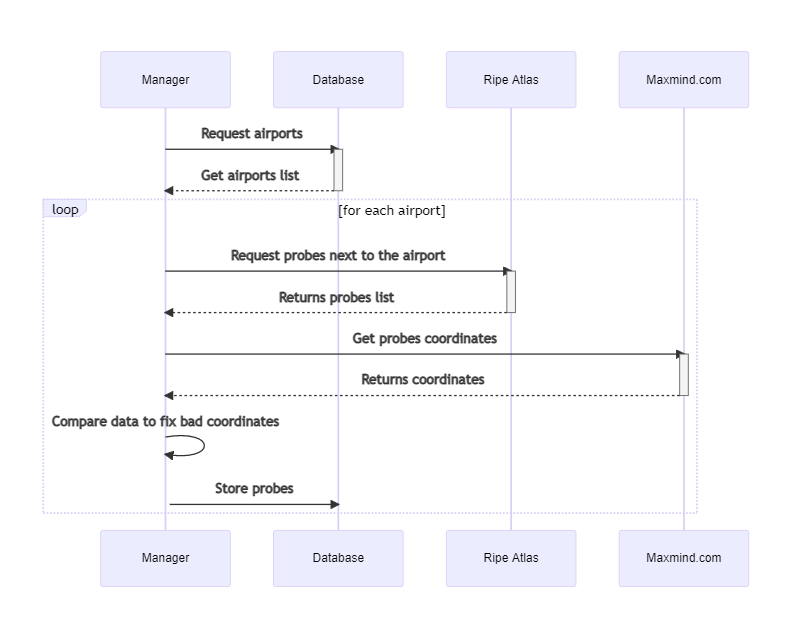 Manager Database Ripe Atlas Maxmind.com
Request airports
Get airports list
loop [for each airport]
Request probes next to the airport
Returns probes list
Get probes coordinates
Returns coordinates
Compare data to fix bad coordinates
Store probes
Manager Database Ripe Atlas Maxmind.com